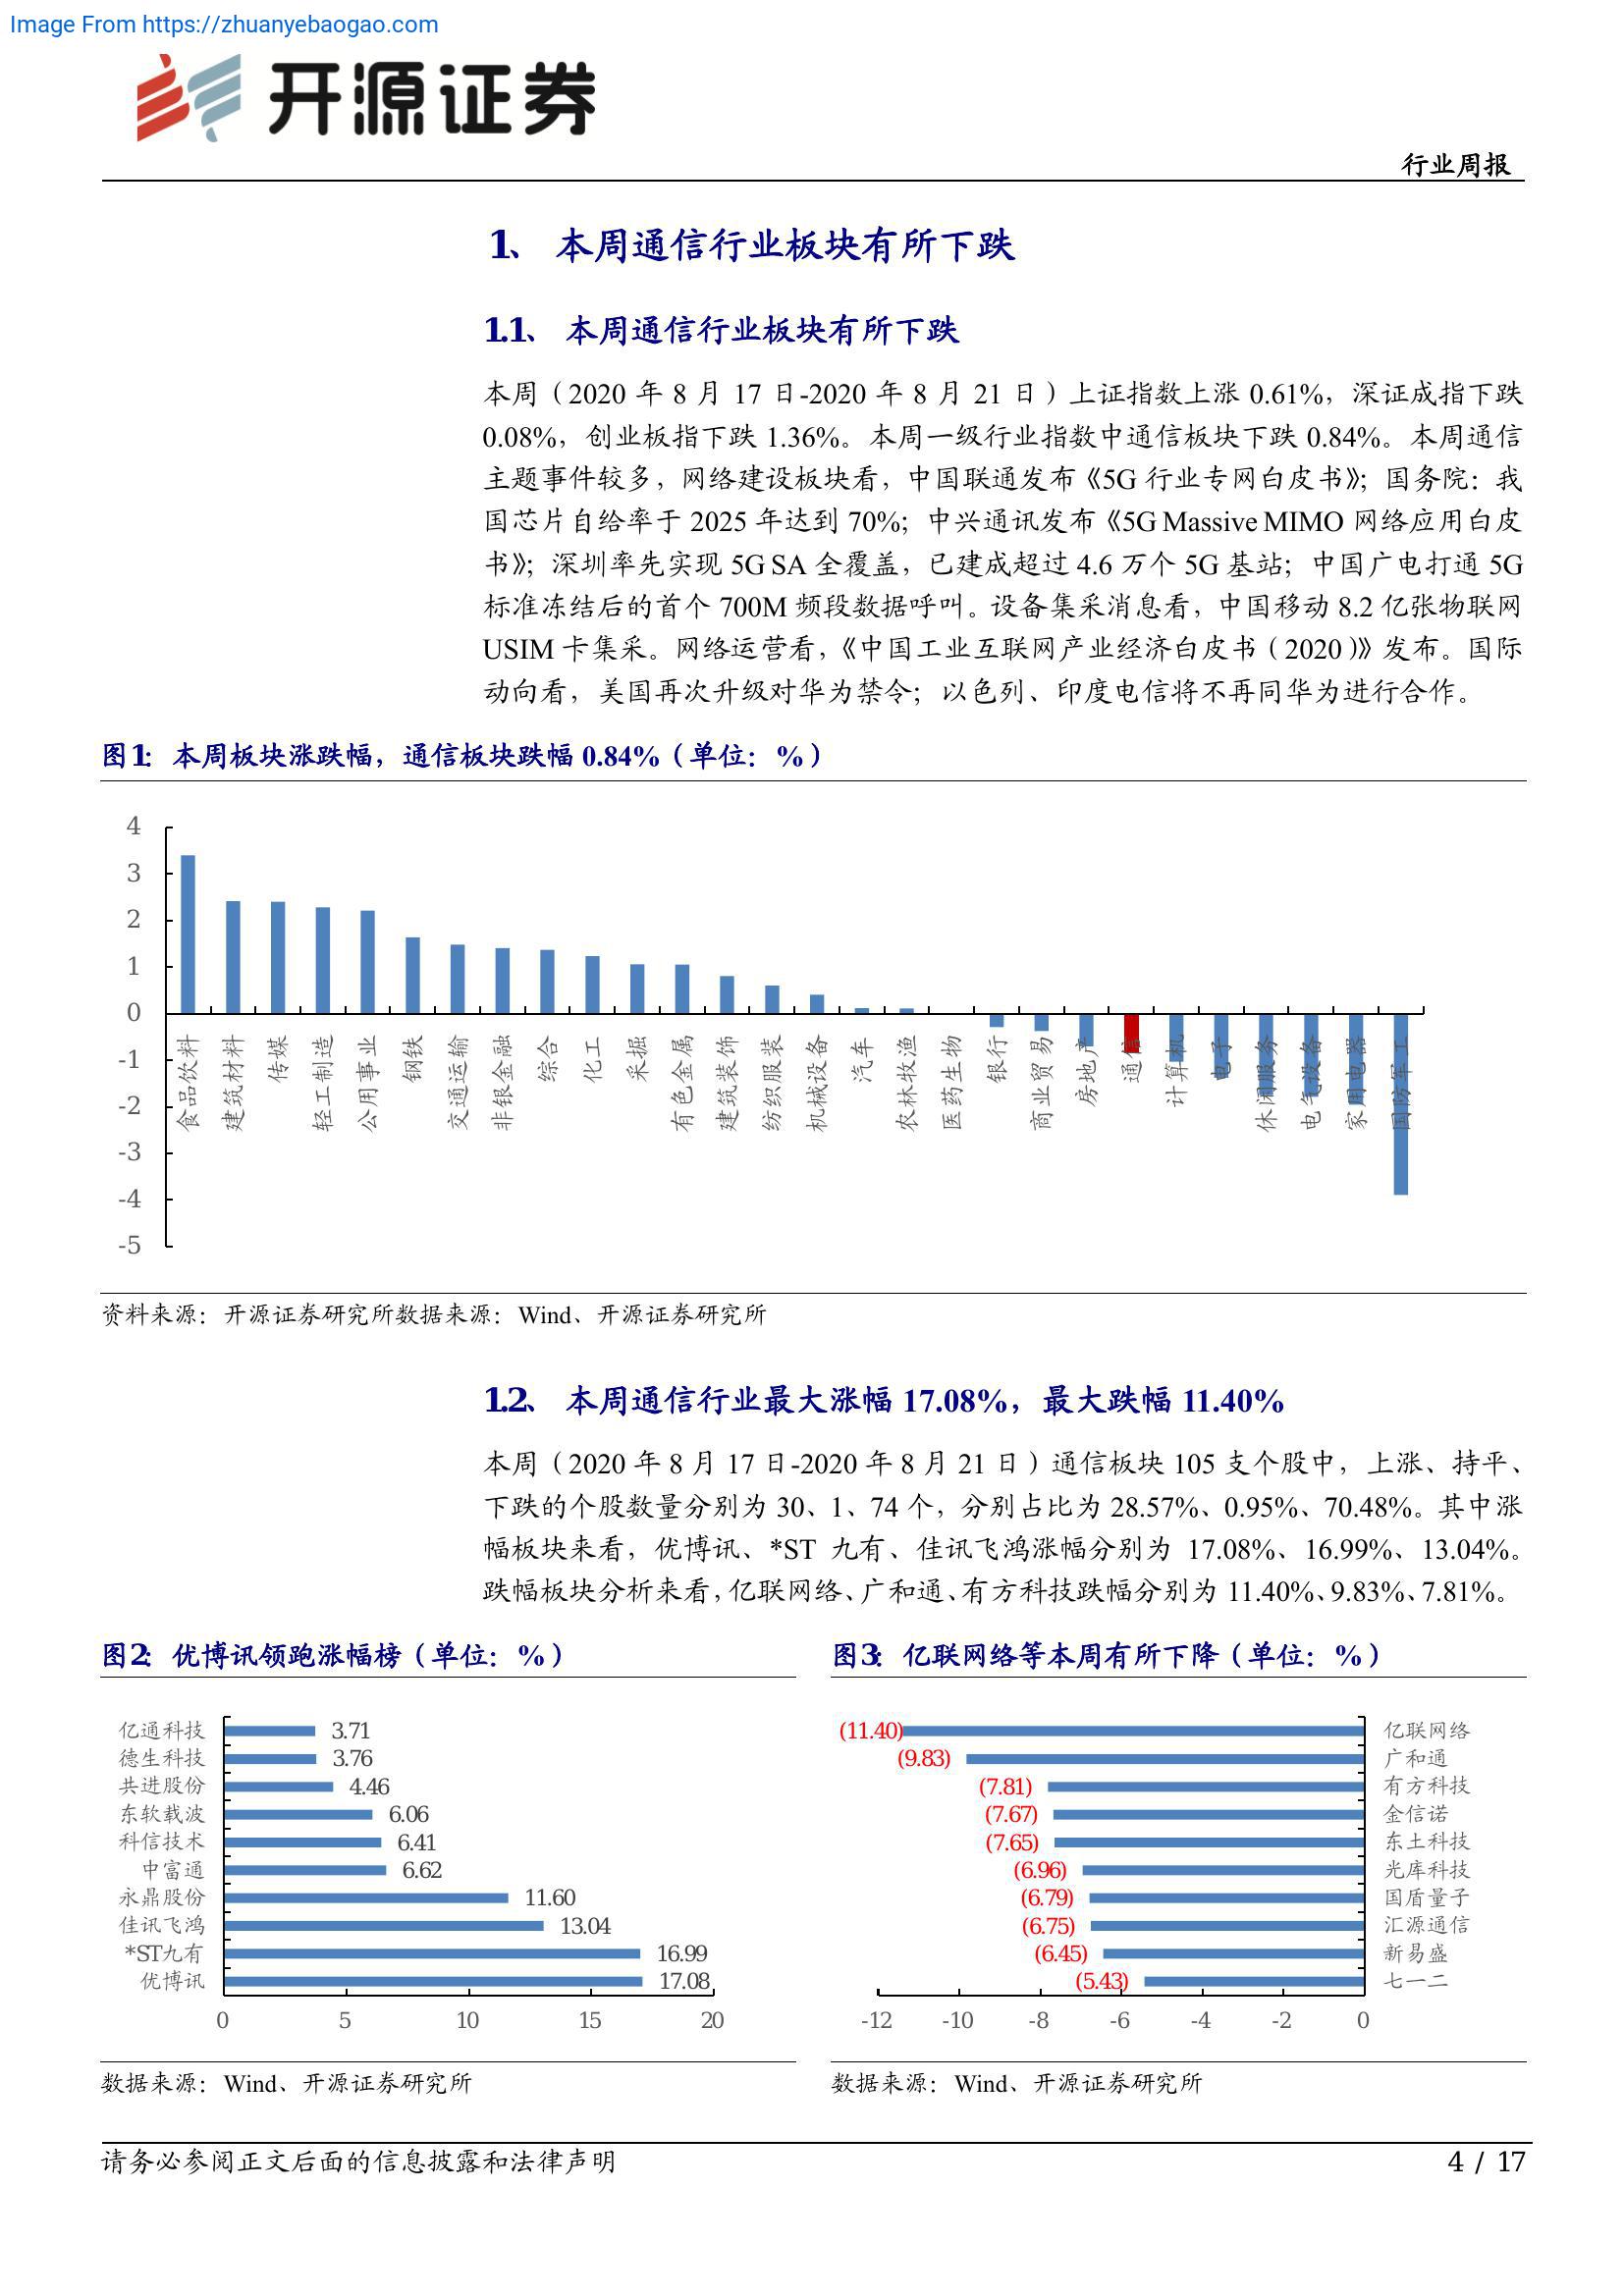 Image From https://zhuanyebaogao.com
开源证券
行业周报
1、 本周通信行业板块有所下跌
1.1、 本周通信行业板块有所下跌
本周（2020 年 8 月 17 日-2020 年 8 月 21 日）上证指数上涨 0.61%，深证成指下跌
0.08%，创业板指下跌 1.36%。本周一级行业指数中通信板块下跌 0.84%。本周通信
主题事件较多，网络建设板块看，中国联通发布《5G 行业专网白皮书》；国务院：我
国芯片自给率于 2025 年达到 70%；中兴通讯发布《5G Massive MIMO 网络应用白皮
书》；深圳率先实现 5G SA 全覆盖，已建成超过 4.6 万个 5G 基站；中国广电打通 5G
标准冻结后的首个 700M 频段数据呼叫。设备集采消息看，中国移动 8.2 亿张物联网
USIM 卡集采。网络运营看，《中国工业互联网产业经济白皮书（2020）》发布。国际
动向看，美国再次升级对华为禁令；以色列、印度电信将不再同华为进行合作。
图1：本周板块涨跌幅，通信板块跌幅 0.84%（单位：%）
4
3
2
1
0
-1
-2
-3
-4
-5
食品饮料
建筑材料
传媒
轻工制造
公用事业
钢铁
交通运输
非银金融
综合
化工
采掘
有色金属
建筑装饰
纺织服装
机械设备
汽车
农林牧渔
医药生物
银行
商业贸易
房地产
通信
计算机
电子
休闲服务
电气设备
家用电器
国防军工
资料来源：开源证券研究所数据来源：Wind、开源证券研究所
1.2、 本周通信行业最大涨幅 17.08%，最大跌幅 11.40%
本周（2020 年 8 月 17 日-2020 年 8 月 21 日）通信板块 105 支个股中，上涨、持平、
下跌的个股数量分别为 30、1、74 个，分别占比为 28.57%、0.95%、70.48%。其中涨
幅板块来看，优博讯、*ST 九有、佳讯飞鸿涨幅分别为 17.08%、16.99%、13.04%。
跌幅板块分析来看，亿联网络、广和通、有方科技跌幅分别为 11.40%、9.83%、7.81%。
图2：优博讯领跑涨幅榜（单位：%）
亿通科技 3.71
德生科技 3.76
共进股份 4.46
东软载波 6.06
科信技术 6.41
中富通 6.62
永鼎股份 11.60
佳讯飞鸿 13.04
*ST九有 16.99
优博讯 17.08
0 5 10 15 20
数据来源：Wind、开源证券研究所
图3：亿联网络等本周有所下降（单位：%）
(11.40) 亿联网络
(9.83) 广和通
(7.81) 有方科技
(7.67) 金信诺
(7.65) 东土科技
(6.96) 光库科技
(6.79) 国盾量子
(6.75) 汇源通信
(6.45) 新易盛
(5.43) 七一二
-12 -10 -8 -6 -4 -2 0
数据来源：Wind、开源证券研究所
请务必参阅正文后面的信息披露和法律声明
4 / 17